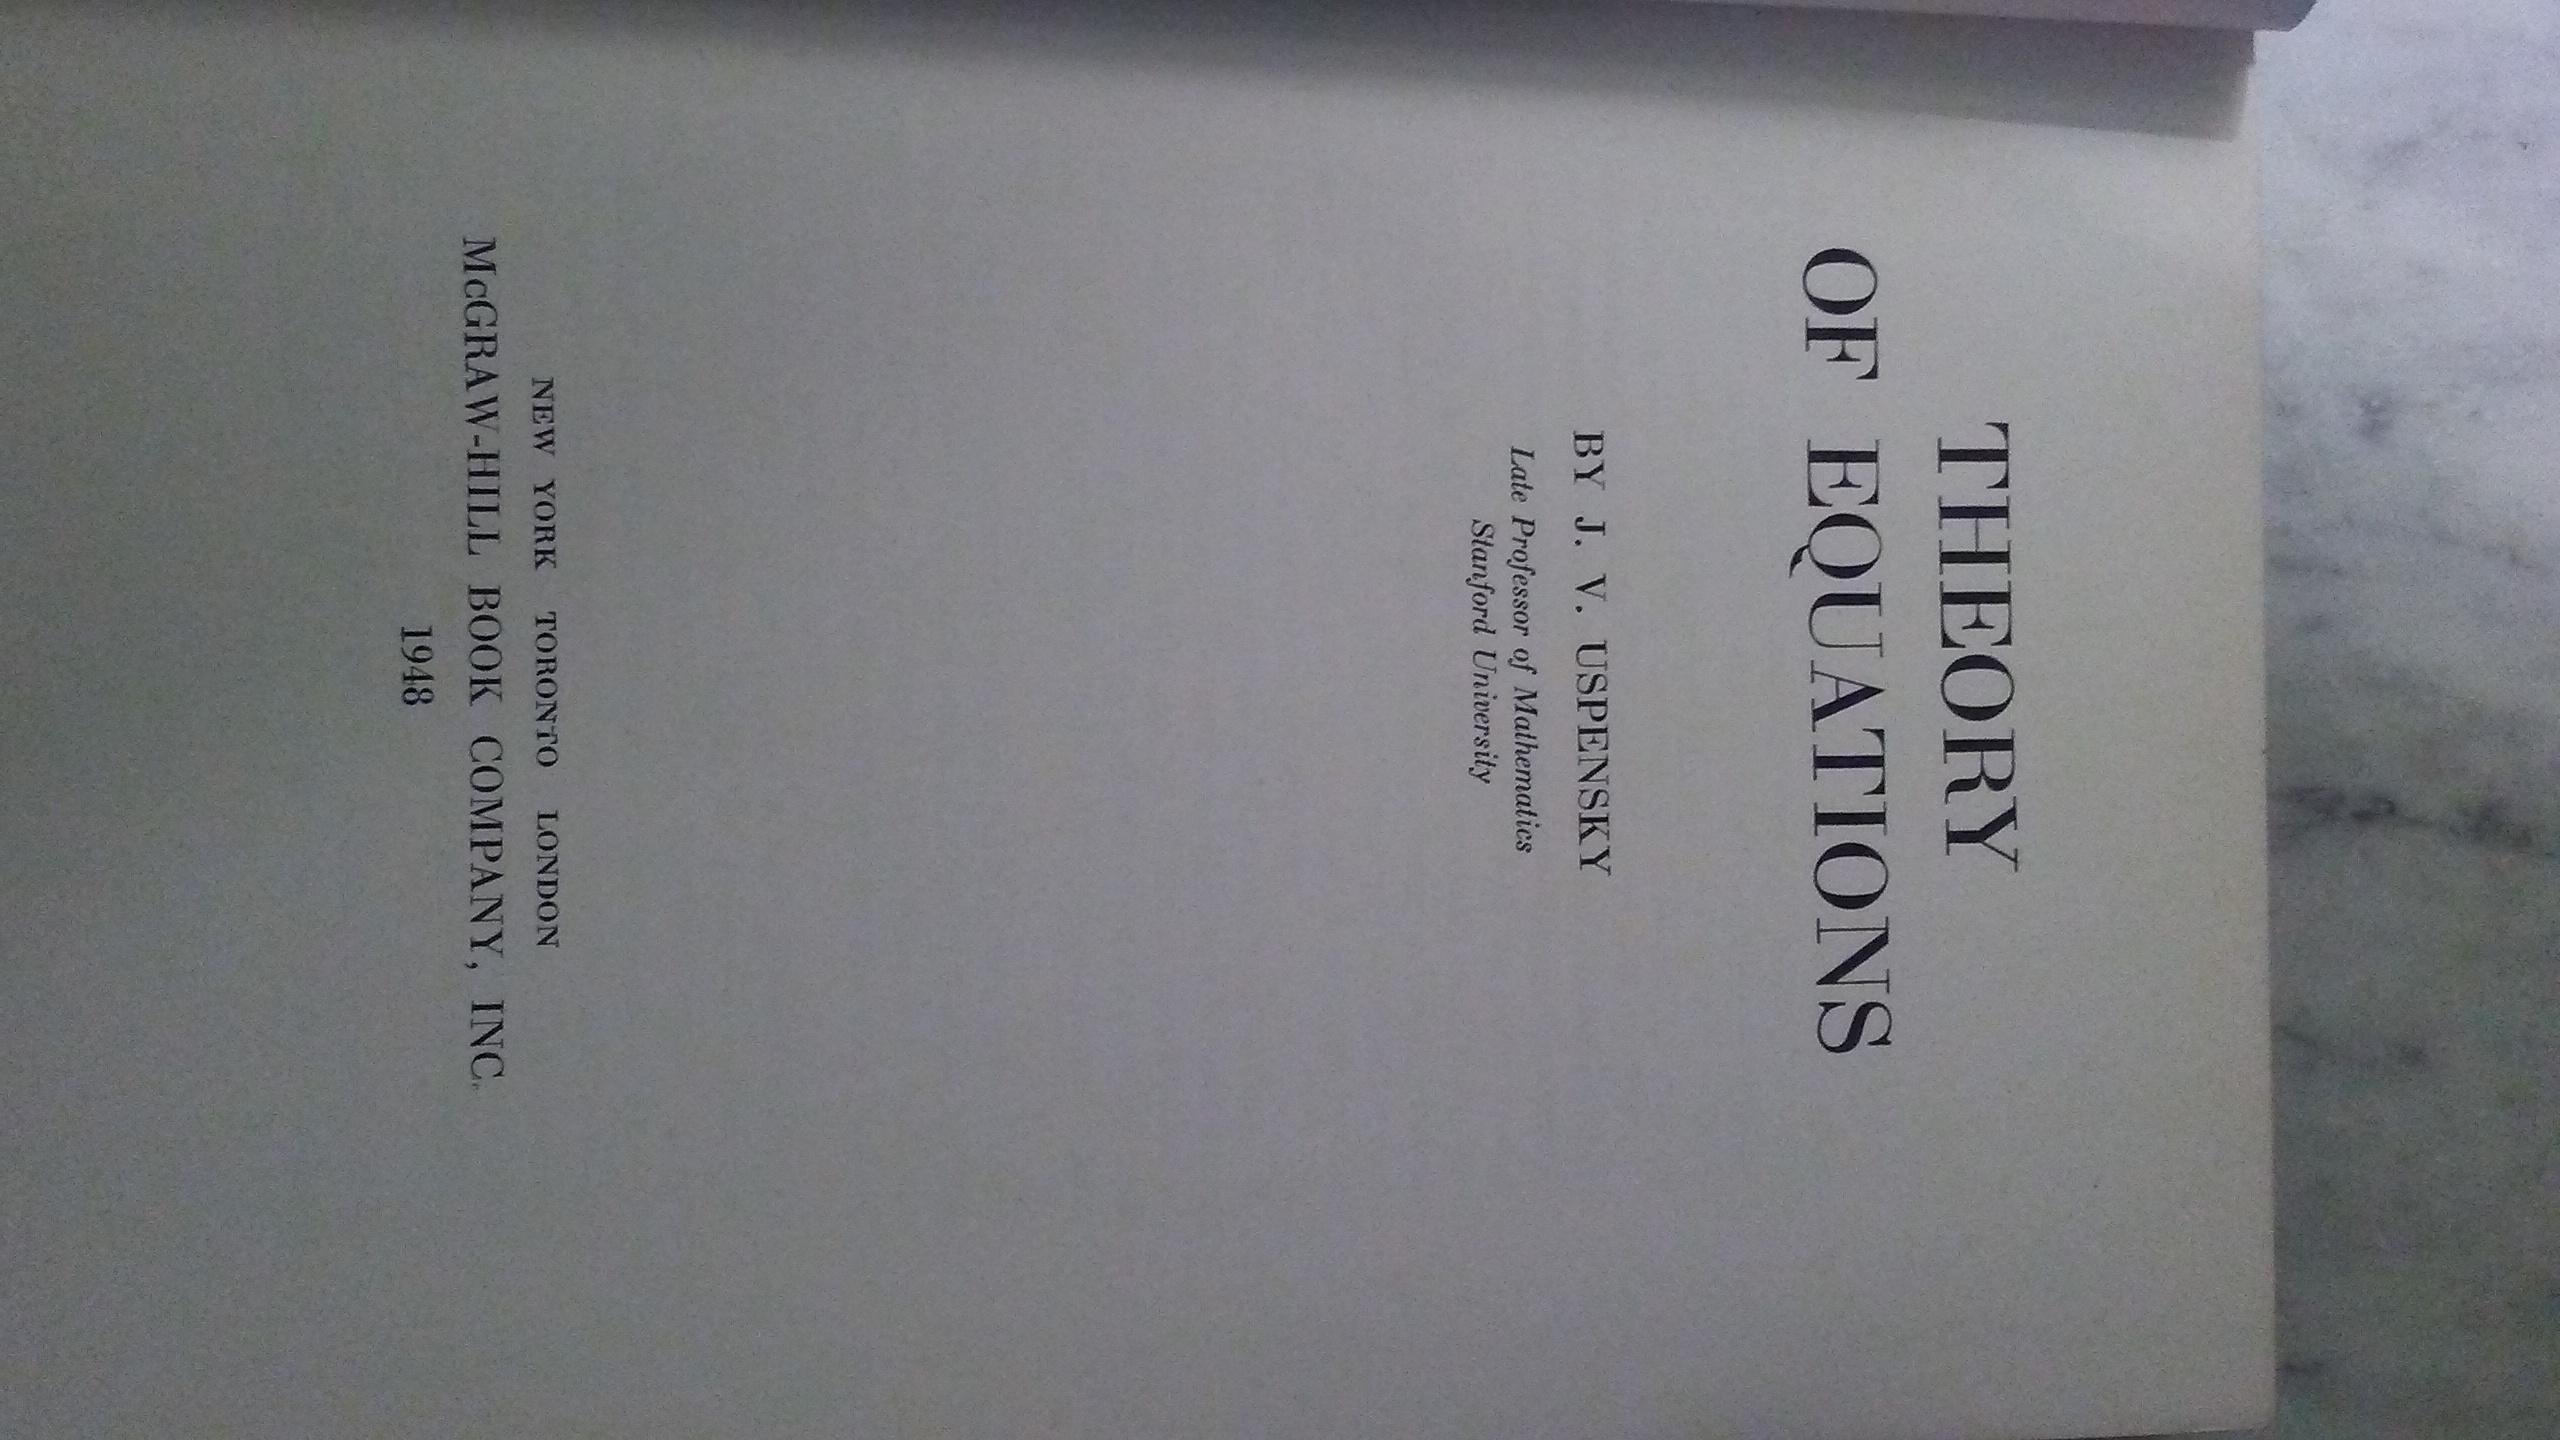 THEORY
OF EQUATIONS
BY J. V. USPENSKY
Late Professor of Mathematics
Stanford University
NEW YORK TORONTO LONDON
McGRAW-HILL BOOK COMPANY, INC.
1948